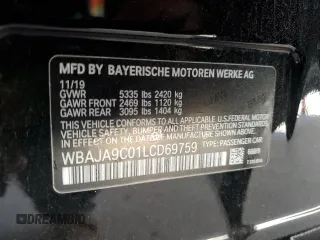 MFD BY BAYERISCHE MOTOREN WERKE AG
11/19
GVWR 5335 lbs 2420 kg
GAWR FRONT 2469 lbs 1120 kg
GAWR REAR 3095 lbs 1404 kg
THIS VEHICLE CONFORMS TO ALL APPLICABLE
FEDERAL MOTOR VEHICLE SAFETY, BUMPER,
AND THEFT PREVENTION STANDARDS IN EFFECT
ON THE DATE OF MANUFACTURE SHOWN ABOVE.
WBAJA9C01LCD69759
TYPE: PASSENGER CAR
DREAMBID